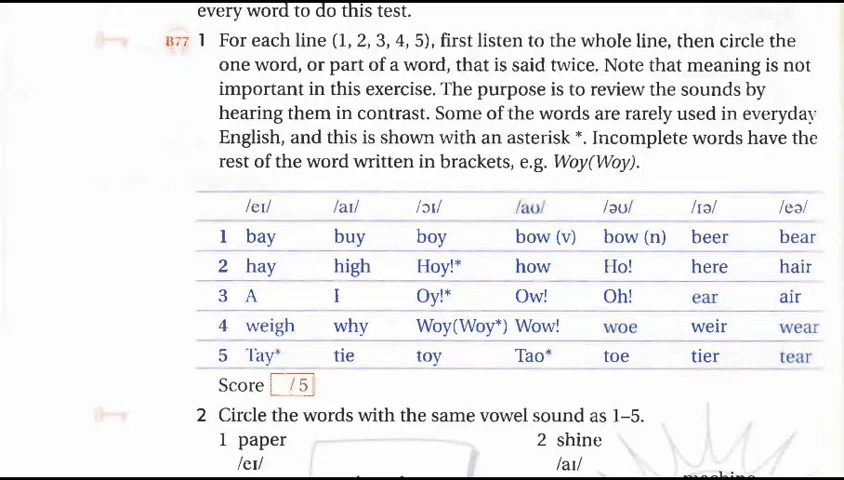 every word to do this test.
B77 1 For each line (1, 2, 3, 4, 5), first listen to the whole line, then circle the
one word, or part of a word, that is said twice. Note that meaning is not
important in this exercise. The purpose is to review the sounds by
hearing them in contrast. Some of the words are rarely used in everyday
English, and this is shown with an asterisk *. Incomplete words have the
rest of the word written in brackets, e.g. Woy(Woy).
/eɪ/ /aɪ/ /ɔɪ/ /aʊ/ /əʊ/ /ɪə/ /eə/
1 bay buy boy bow (v) bow (n) beer bear
2 hay high Hoy!* how Ho! here hair
3 A I Oy!* Ow! Oh! ear air
4 weigh why Woy(Woy*) Wow! woe weir wear
5 Tay* tie toy Tao* toe tier tear
Score /5
2 Circle the words with the same vowel sound as 1–5.
1 paper 2 shine
/eɪ/ /aɪ/
machine